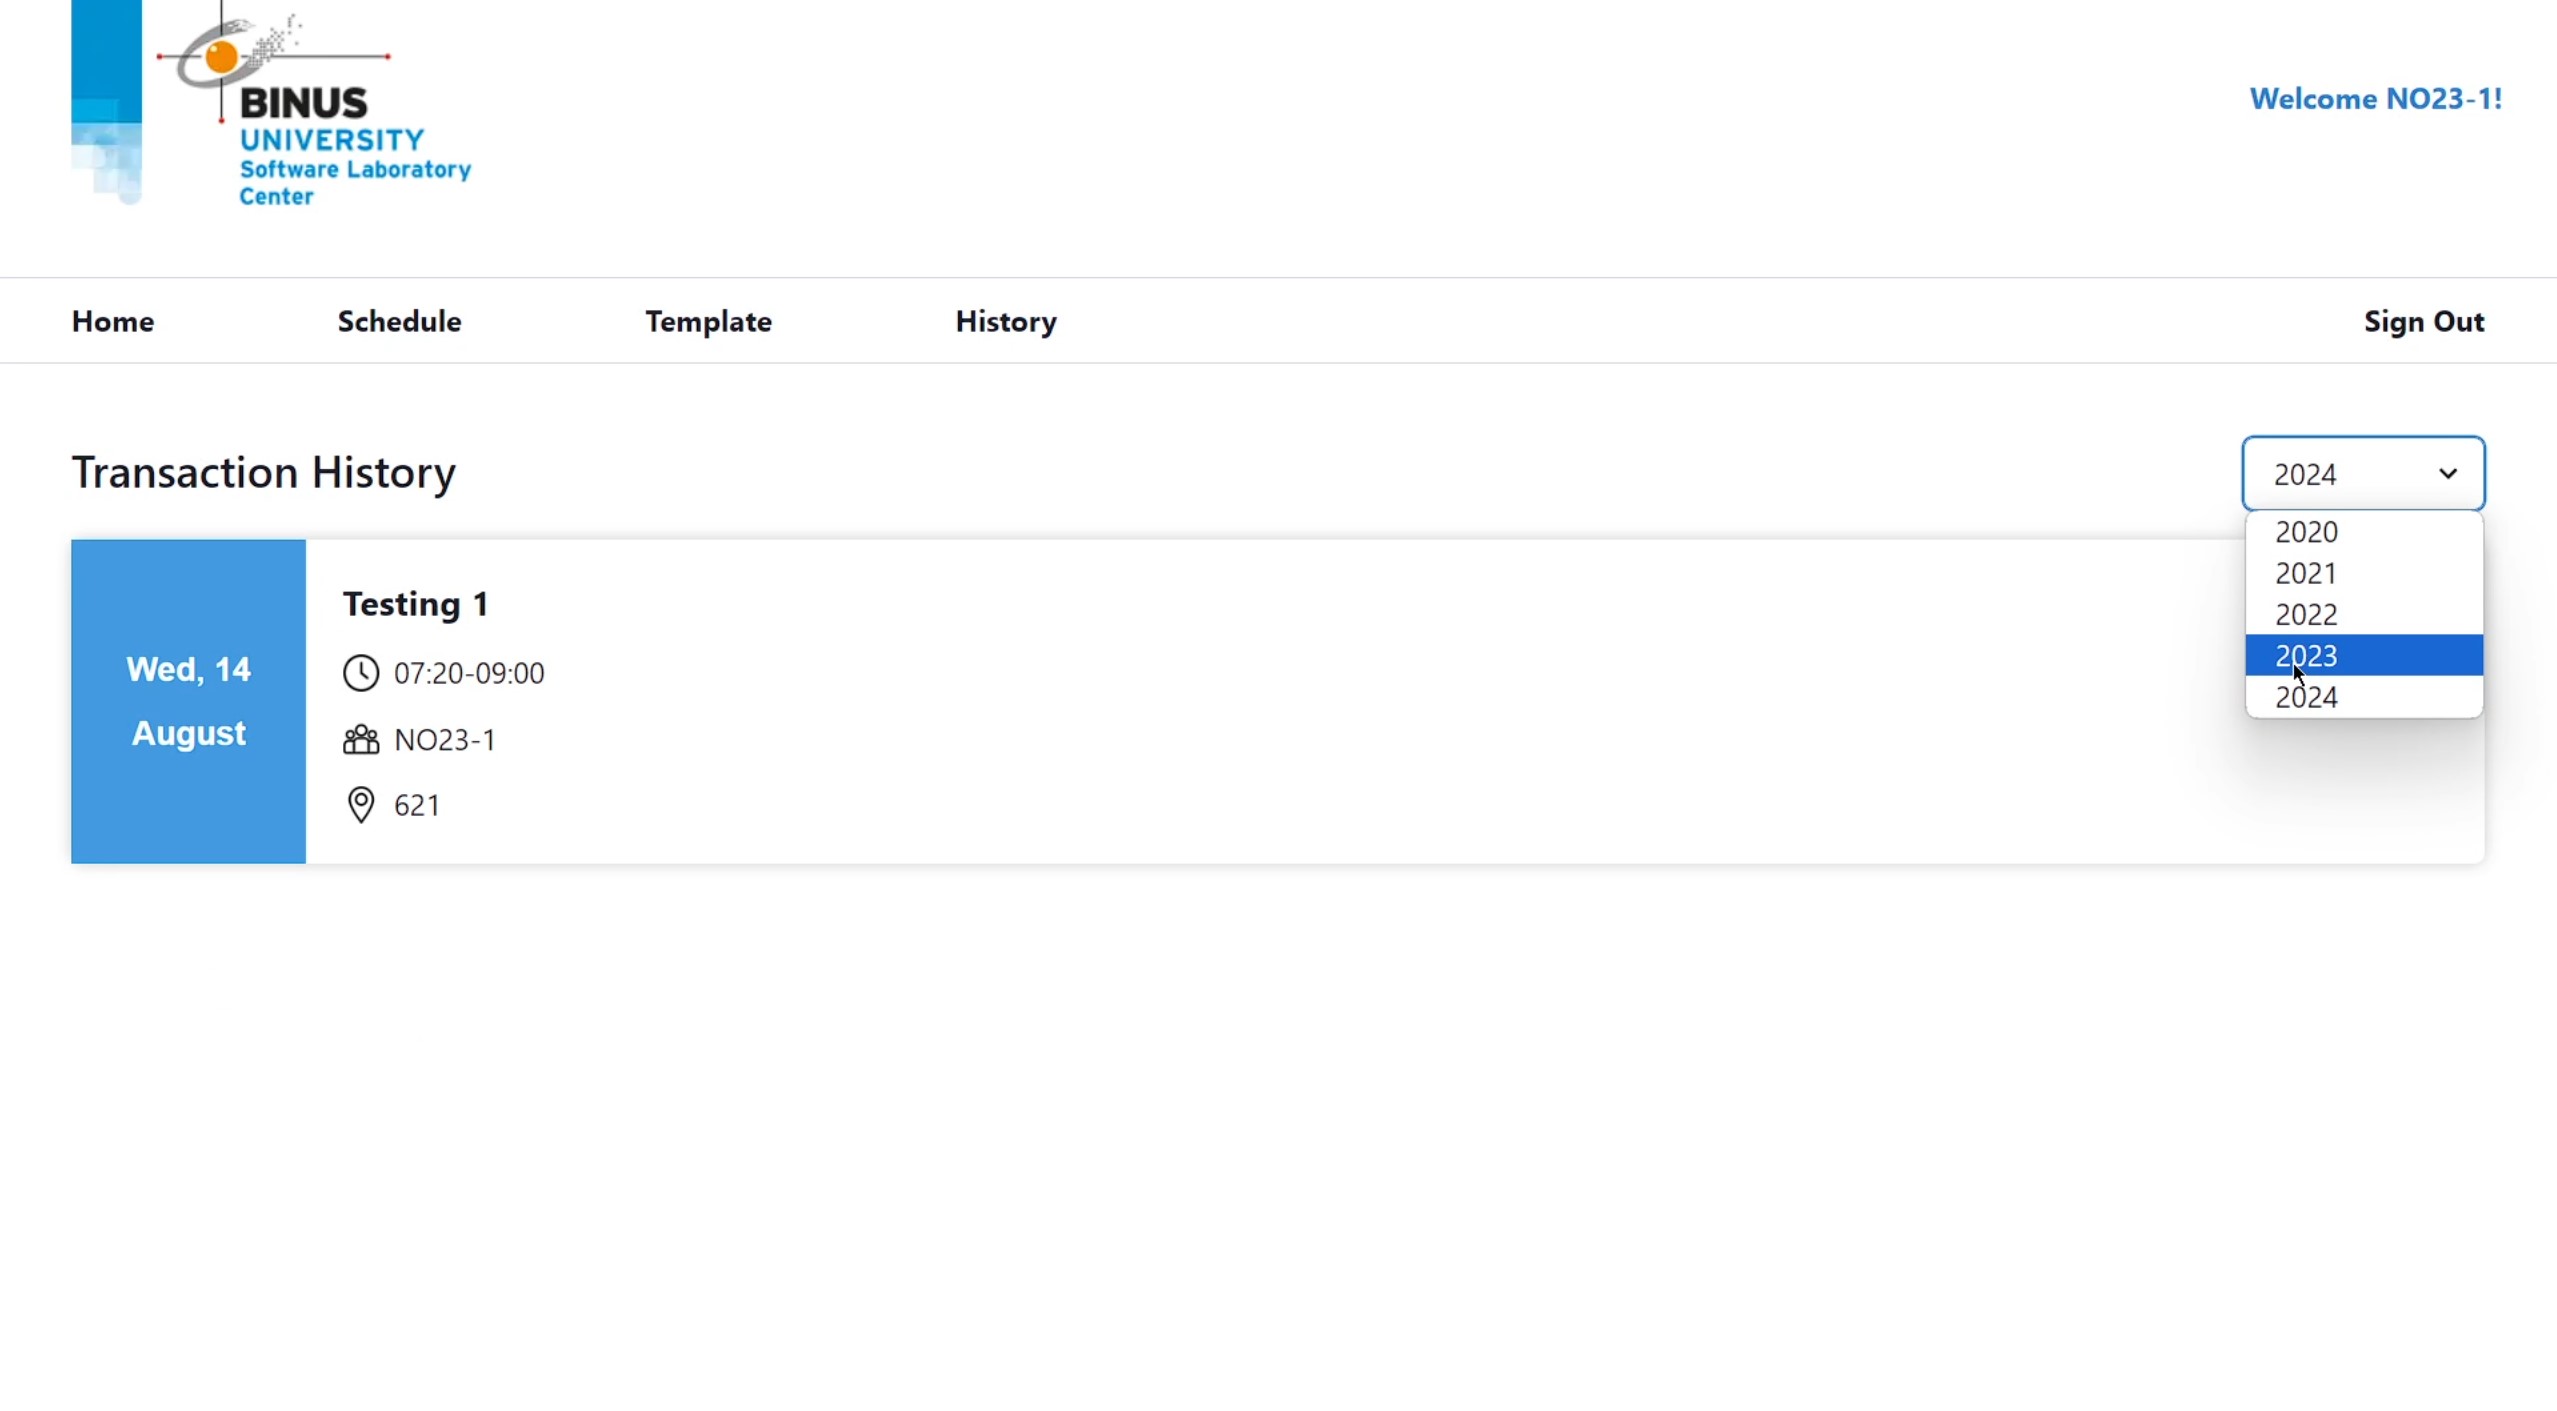 BINUS
UNIVERSITY
Software Laboratory
Center
Welcome NO23-1!
Home Schedule Template History Sign Out
Transaction History
2024
2020
2021
2022
2023
2024
Wed, 14
August
Testing 1
07:20-09:00
NO23-1
621